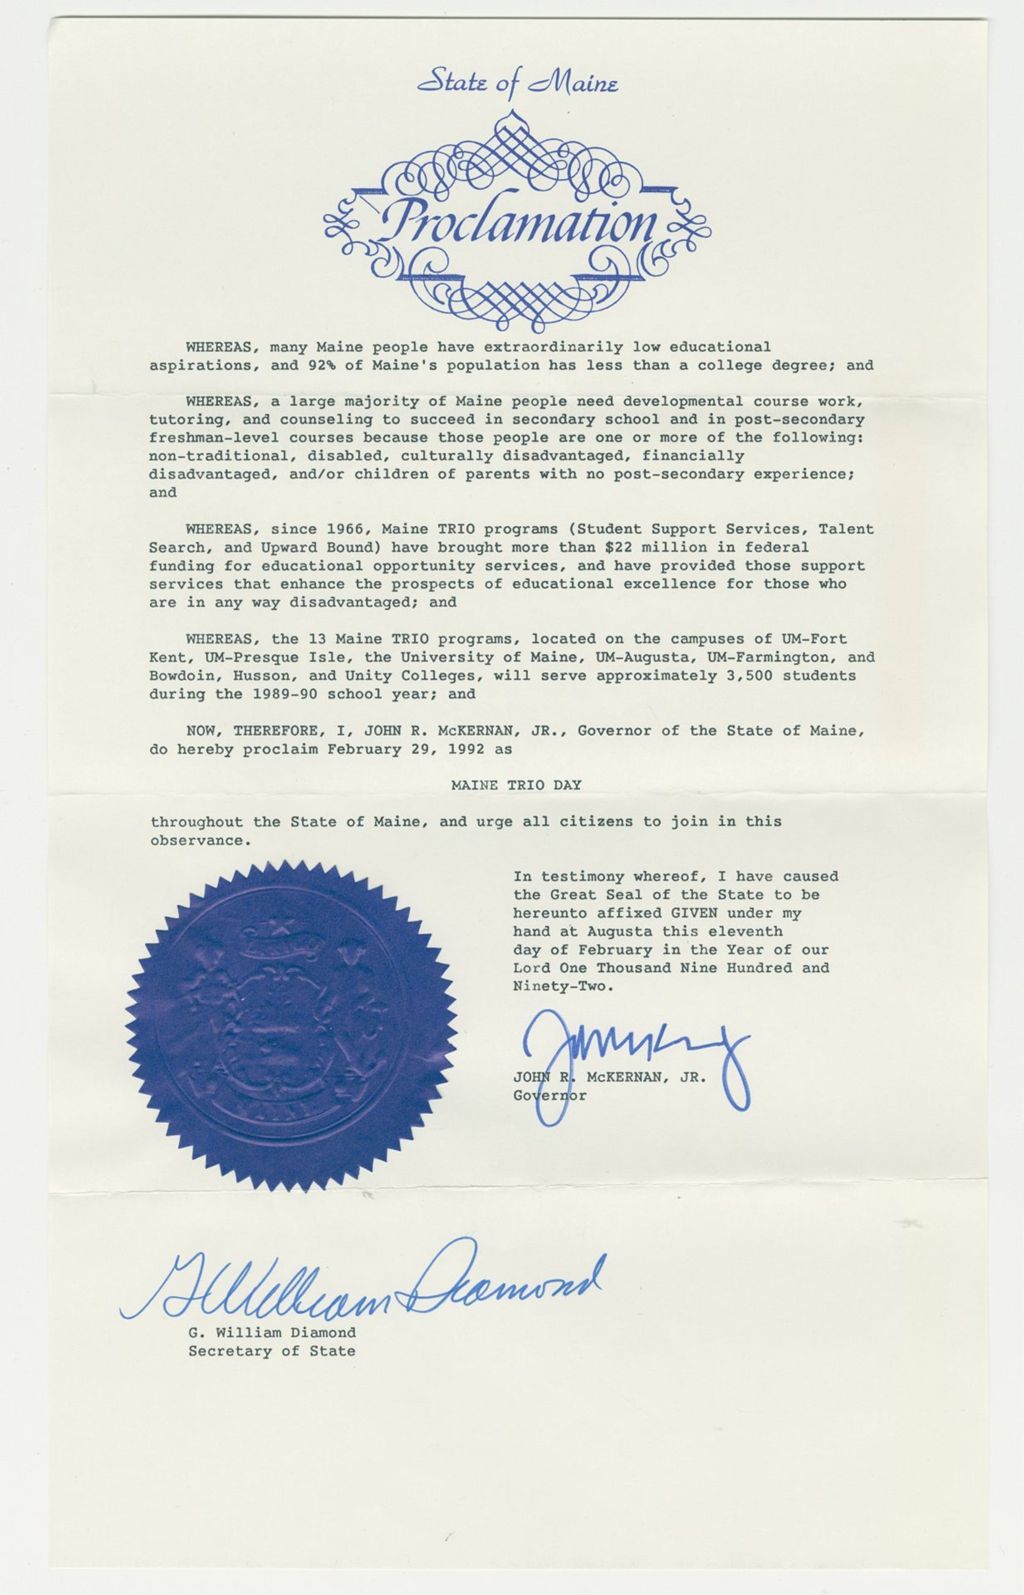 State of Maine
Proclamation
WHEREAS, many Maine people have extraordinarily low educational
aspirations, and 92% of Maine's population has less than a college degree; and
WHEREAS, a large majority of Maine people need developmental course work,
tutoring, and counseling to succeed in secondary school and in post-secondary
freshman-level courses because those people are one or more of the following:
non-traditional, disabled, culturally disadvantaged, financially
disadvantaged, and/or children of parents with no post-secondary experience;
and
WHEREAS, since 1966, Maine TRIO programs (Student Support Services, Talent
Search, and Upward Bound) have brought more than $22 million in federal
funding for educational opportunity services, and have provided those support
services that enhance the prospects of educational excellence for those who
are in any way disadvantaged; and
WHEREAS, the 13 Maine TRIO programs, located on the campuses of UM-Fort
Kent, UM-Presque Isle, the University of Maine, UM-Augusta, UM-Farmington, and
Bowdoin, Husson, and Unity Colleges, will serve approximately 3,500 students
during the 1989-90 school year; and
NOW, THEREFORE, I, JOHN R. McKERNAN, JR., Governor of the State of Maine,
do hereby proclaim February 29, 1992 as
MAINE TRIO DAY
throughout the State of Maine, and urge all citizens to join in this
observance.
In testimony whereof, I have caused
the Great Seal of the State to be
hereunto affixed GIVEN under my
hand at Augusta this eleventh
day of February in the Year of our
Lord One Thousand Nine Hundred and
Ninety-Two.
JOHN R. McKERNAN, JR.
Governor
G William Diamond
G. William Diamond
Secretary of State